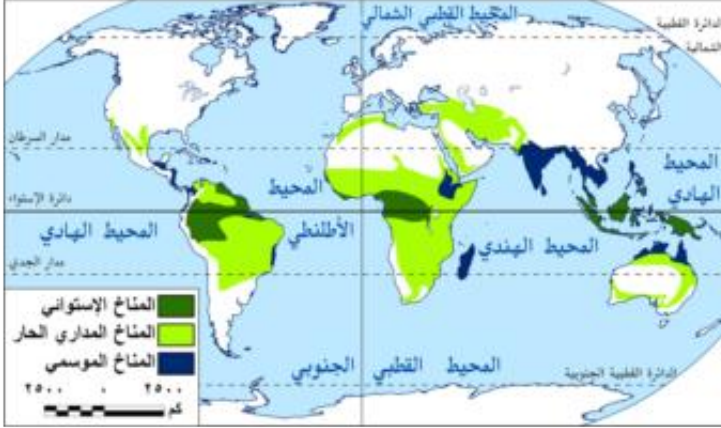 المحيط القطبي الشمالي
الدائرة القطبية
الشمالية
مدار السرطان
المحيط
الهادي
المحيط
دائرة الإستواء
الأطلنطي
المحيط الهادي
المحيط الهندي
مدار الجدي
المناخ الإستوائي
المناخ المداري الحار
المناخ الموسمي
المحيط القطبي الجنوبي
الدائرة القطبية الجنوبية
٢٥٠٠ ٠ ٢٥٠٠
كم